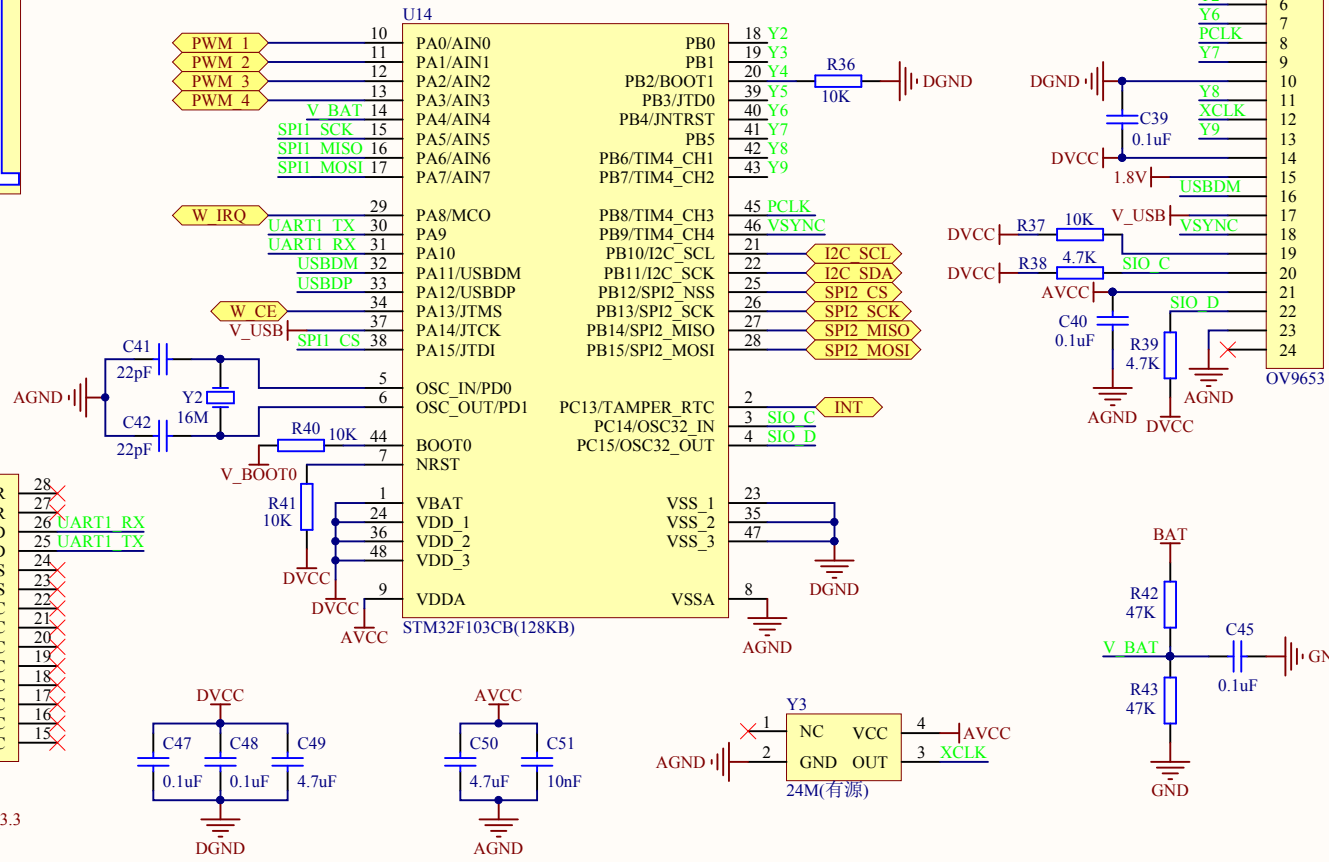 U14
PWM_1
10
PA0/AIN0
PB0
18
Y2
PWM_2
11
PA1/AIN1
PB1
19
Y3
PWM_3
12
PA2/AIN2
PB2/BOOT1
20
Y4
R36
10K
DGND
PWM_4
13
PA3/AIN3
PB3/JTD0
39
Y5
V_BAT
14
PA4/AIN4
PB4/JNTRST
40
Y6
SPI1_SCK
15
PA5/AIN5
PB5
41
Y7
SPI1_MISO
16
PA6/AIN6
PB6/TIM4_CH1
42
Y8
SPI1_MOSI
17
PA7/AIN7
PB7/TIM4_CH2
43
Y9
W_IRQ
29
PA8/MCO
PB8/TIM4_CH3
45
PCLK
UART1_TX
30
PA9
PB9/TIM4_CH4
46
VSYNC
UART1_RX
31
PA10
PB10/I2C_SCL
21
I2C_SCL
USBDM
32
PA11/USBDM
PB11/I2C_SCK
22
I2C_SDA
USBDP
33
PA12/USBDP
PB12/SPI2_NSS
25
SPI2_CS
W_CE
34
PA13/JTMS
PB13/SPI2_SCK
26
SPI2_SCK
V_USB
37
PA14/JTCK
PB14/SPI2_MISO
27
SPI2_MISO
SPI1_CS
38
PA15/JTDI
PB15/SPI2_MOSI
28
SPI2_MOSI
5
OSC_IN/PD0
6
OSC_OUT/PD1
PC13/TAMPER_RTC
2
INT
PC14/OSC32_IN
3
SIO_C
44
BOOT0
PC15/OSC32_OUT
4
SIO_D
7
NRST
1
VBAT
VSS_1
23
24
VDD_1
VSS_2
35
36
VDD_2
VSS_3
47
48
VDD_3
DGND
9
VDDA
VSSA
8
AGND
STM32F103CB(128KB)
C41
22pF
AGND
Y2
16M
C42
22pF
R40
10K
V_BOOT0
R41
10K
DVCC
DVCC
AVCC
6
Y6
7
PCLK
8
Y7
9
DGND
10
Y8
11
C39
0.1uF
XCLK
12
Y9
13
DVCC
14
1.8V
15
USBDM
16
V_USB
17
VSYNC
18
DVCC
R37
10K
19
DVCC
R38
4.7K
SIO_C
20
AVCC
21
SIO_D
22
C40
0.1uF
23
R39
4.7K
24
OV9653
AGND
AGND
DVCC
28
27
26
UART1_RX
25
UART1_TX
24
23
22
21
20
19
18
17
16
15
BAT
R42
47K
V_BAT
C45
0.1uF
R43
47K
GND
DVCC
C47
0.1uF
C48
0.1uF
C49
4.7uF
DGND
AVCC
C50
4.7uF
C51
10nF
AGND
Y3
1
NC
VCC
4
AVCC
AGND
2
GND
OUT
3
XCLK
24M(有源)
3.3